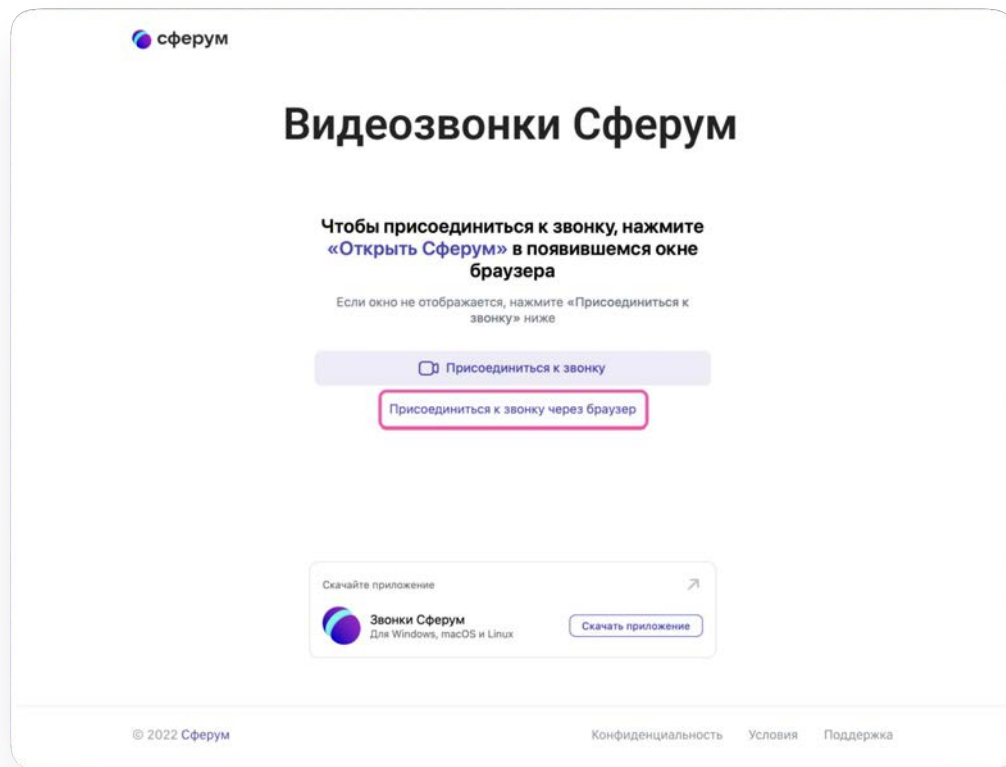 сферум
Видеозвонки Сферум
Чтобы присоединиться к звонку, нажмите
«Открыть Сферум» в появившемся окне
браузера
Если окно не отображается, нажмите «Присоединиться к
звонку» ниже
Присоединиться к звонку
Присоединиться к звонку через браузер
Скачайте приложение
Звонки Сферум
Для Windows, macOS и Linux
Скачать приложение
© 2022 Сферум
Конфиденциальность Условия Поддержка